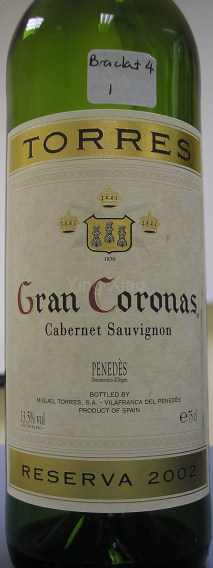 Braclet 4
1
TORRES
1870
Gran Coronas,
Cabernet Sauvignon
PENEDÈS
Denominació d'Origen
BOTTLED BY
MIGUEL TORRES, S.A. - VILAFRANCA DEL PENEDÈS
PRODUCT OF SPAIN
13.5% vol
e 75 cl
RESERVA 2002